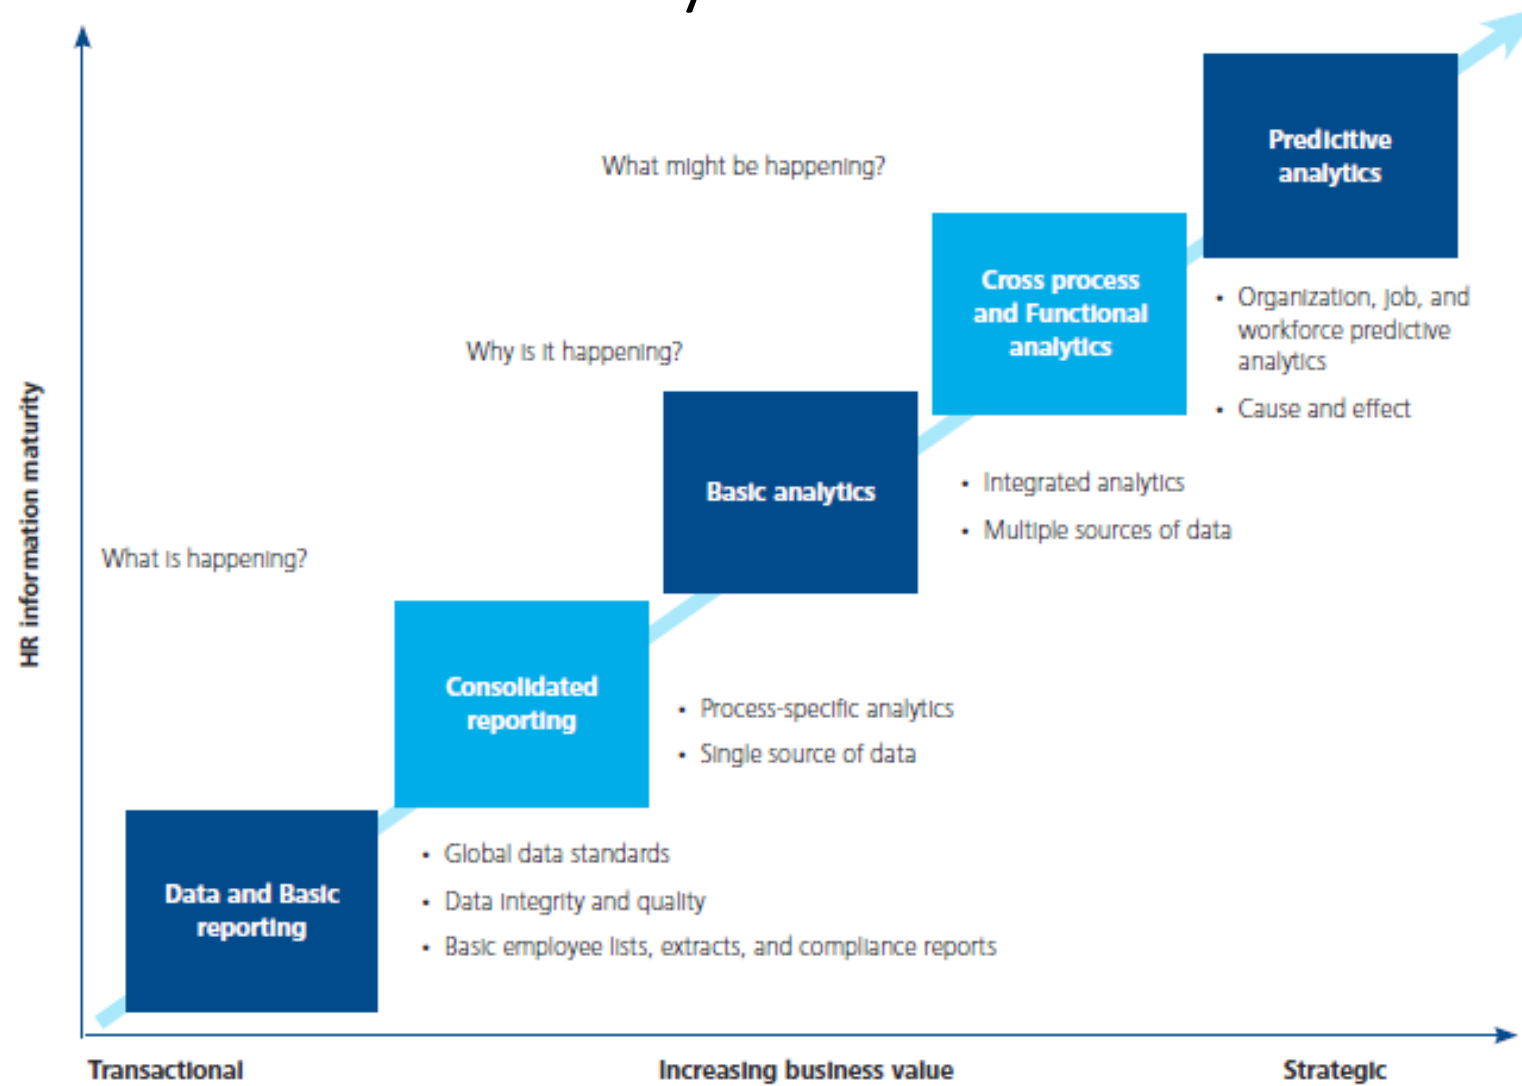 Predicitive
analytics
What might be happening?
Cross process
and Functional
analytics
• Organization, job, and
workforce predictive
analytics
• Cause and effect
Why is it happening?
Basic analytics
• Integrated analytics
• Multiple sources of data
What is happening?
HR information maturity
Consolidated
reporting
• Process-specific analytics
• Single source of data
Data and Basic
reporting
• Global data standards
• Data integrity and quality
• Basic employee lists, extracts, and compliance reports
Transactional
Increasing business value
Strategic